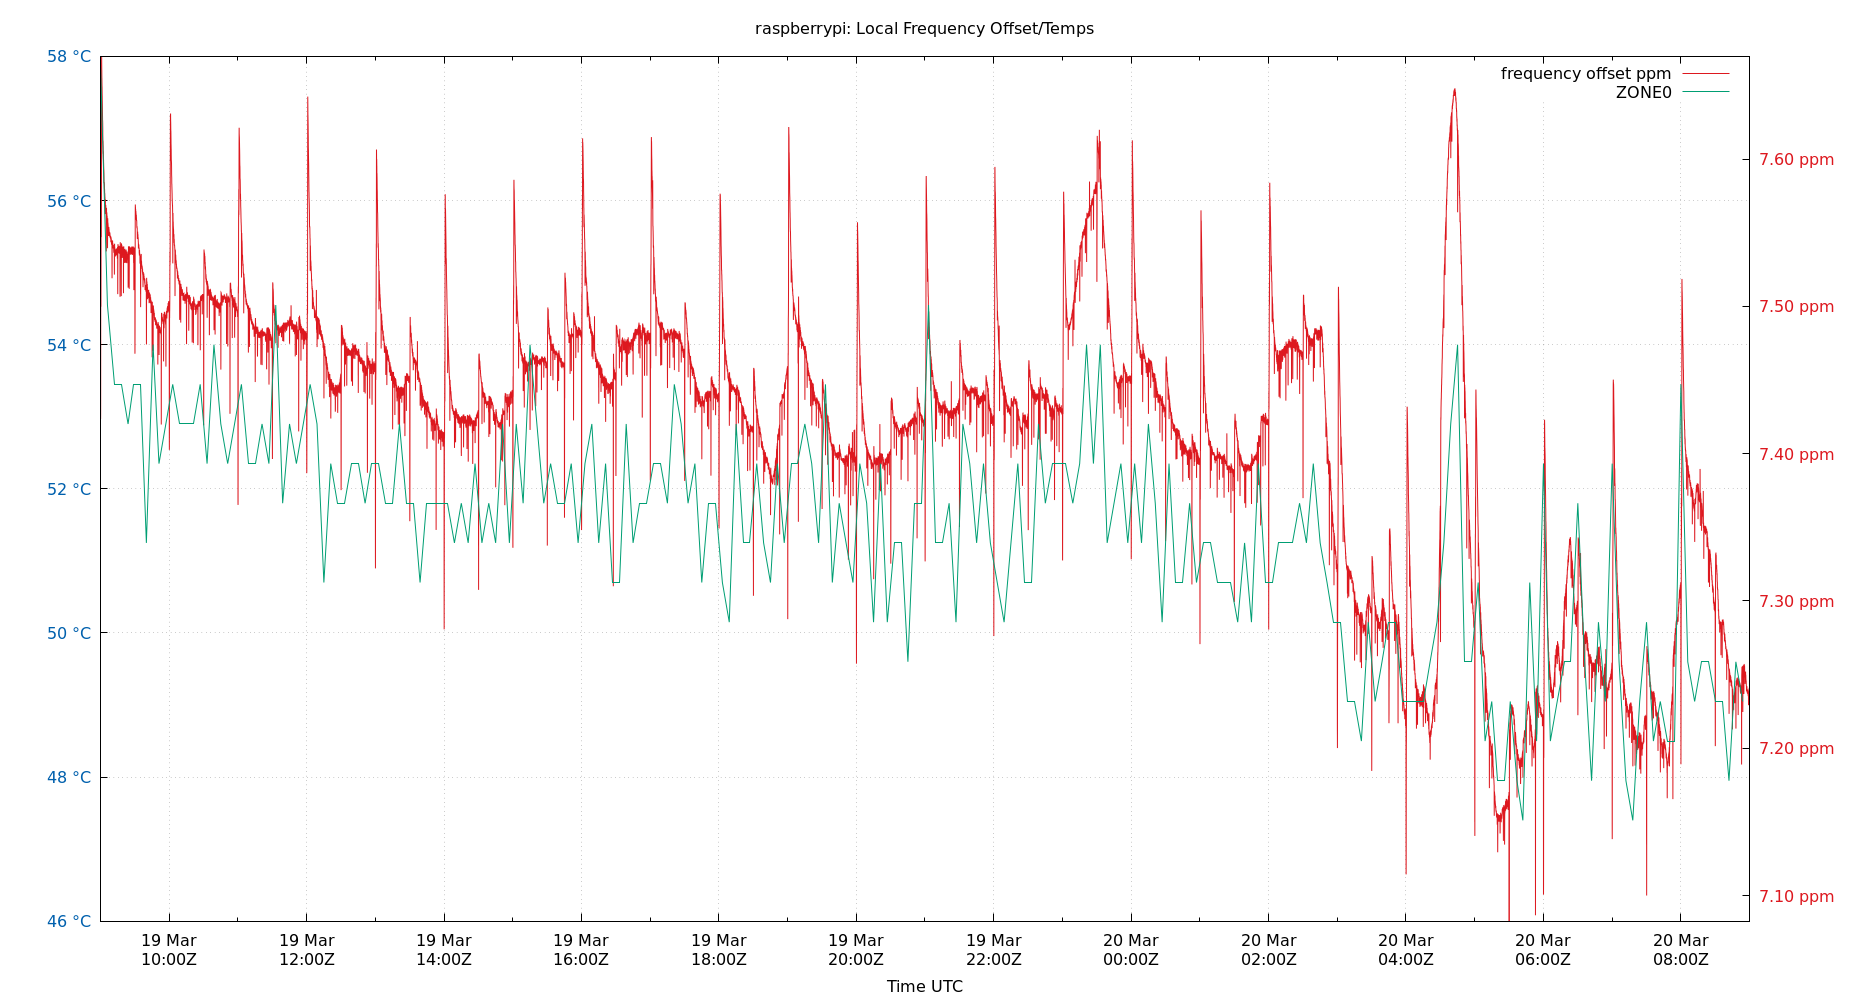 raspberrypi: Local Frequency Offset/Temps
58 °C
56 °C
54 °C
52 °C
50 °C
48 °C
46 °C
frequency offset ppm
ZONE0
7.60 ppm
7.50 ppm
7.40 ppm
7.30 ppm
7.20 ppm
7.10 ppm
19 Mar 19 Mar 19 Mar 19 Mar 19 Mar 19 Mar 19 Mar 20 Mar 20 Mar 20 Mar 20 Mar 20 Mar
10:00Z 12:00Z 14:00Z 16:00Z 18:00Z 20:00Z 22:00Z 00:00Z 02:00Z 04:00Z 06:00Z 08:00Z
Time UTC